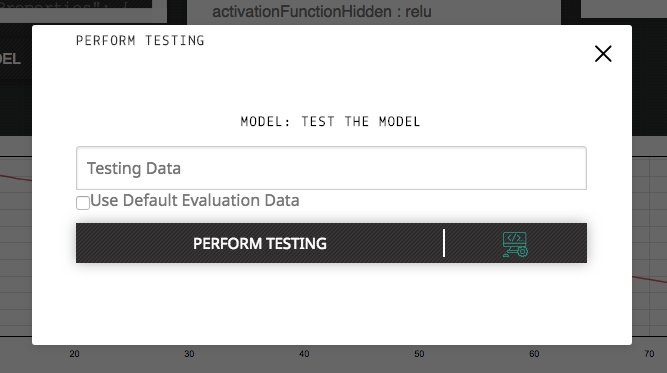 Properties": {
activationFunctionHidden : relu
PERFORM TESTING
DEL
MODEL: TEST THE MODEL
Testing Data
Use Default Evaluation Data
PERFORM TESTING
20 30 40 50 60 70